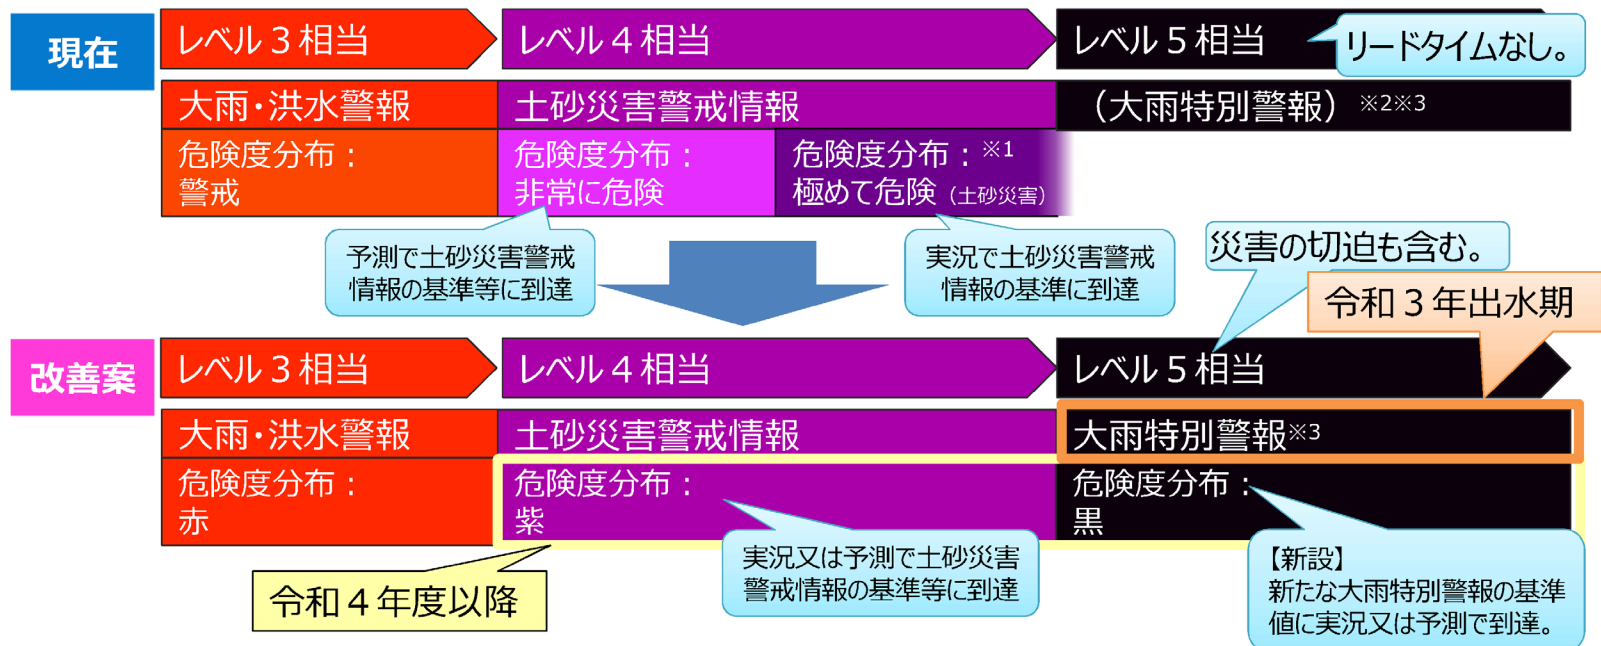 現在
レベル3相当
レベル4相当
レベル5相当
リードタイムなし。
大雨・洪水警報
土砂災害警戒情報
（大雨特別警報）※2※3
危険度分布：
警戒
危険度分布：
非常に危険
危険度分布：※1
極めて危険（土砂災害）
予測で土砂災害警戒
情報の基準等に到達
実況で土砂災害警戒
情報の基準に到達
災害の切迫も含む。
令和3年出水期
改善案
レベル3相当
レベル4相当
レベル5相当
大雨・洪水警報
土砂災害警戒情報
大雨特別警報※3
危険度分布：
赤
危険度分布：
紫
危険度分布：
黒
実況又は予測で土砂災害
警戒情報の基準等に到達
【新設】
新たな大雨特別警報の基準
値に実況又は予測で到達。
令和4年度以降